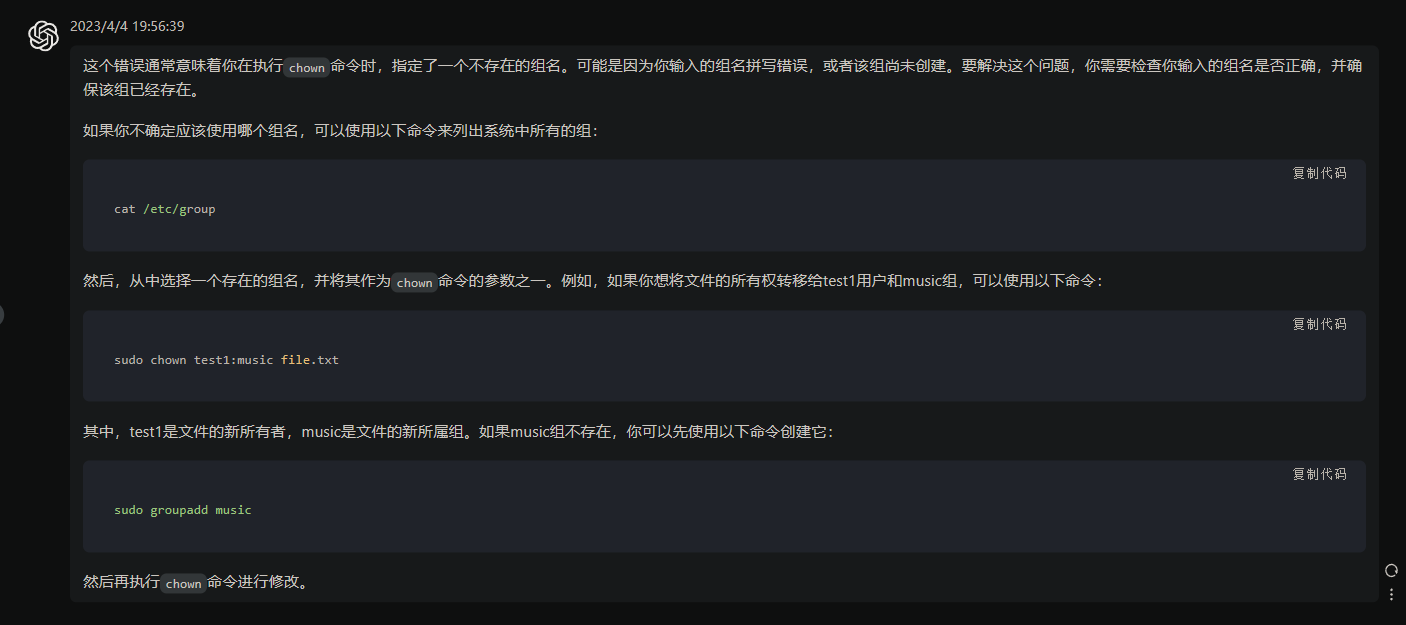 2023/4/4 19:56:39
这个错误通常意味着你在执行chown命令时，指定了一个不存在的组名。可能是因为你输入的组名拼写错误，或者该组尚未创建。要解决这个问题，你需要检查你输入的组名是否正确，并确
保该组已经存在。
如果你不确定应该使用哪个组名，可以使用以下命令来列出系统中所有的组：
复制代码
cat /etc/group
然后，从中选择一个存在的组名，并将其作为chown命令的参数之一。例如，如果你想将文件的所有权转移给test1用户和music组，可以使用以下命令：
复制代码
sudo chown test1:music file.txt
其中，test1是文件的新所有者，music是文件的新所属组。如果music组不存在，你可以先使用以下命令创建它：
复制代码
sudo groupadd music
然后再执行chown命令进行修改。